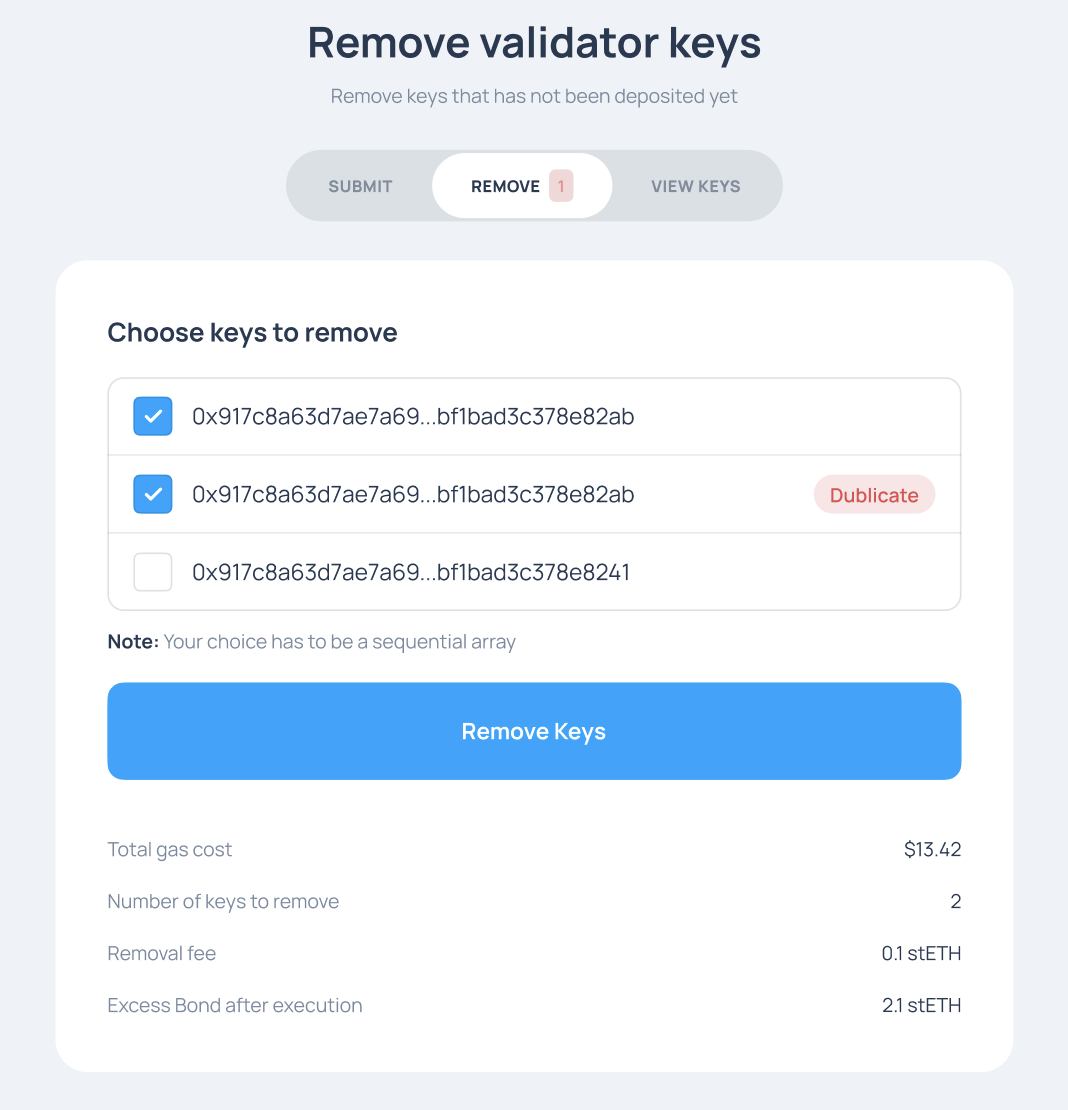 Remove validator keys
Remove keys that has not been deposited yet
SUBMIT
REMOVE 1
VIEW KEYS
Choose keys to remove
0x917c8a63d7ae7a69...bf1bad3c378e82ab
0x917c8a63d7ae7a69...bf1bad3c378e82ab Dublicate
0x917c8a63d7ae7a69...bf1bad3c378e8241
Note: Your choice has to be a sequential array
Remove Keys
Total gas cost $13.42
Number of keys to remove 2
Removal fee 0.1 stETH
Excess Bond after execution 2.1 stETH